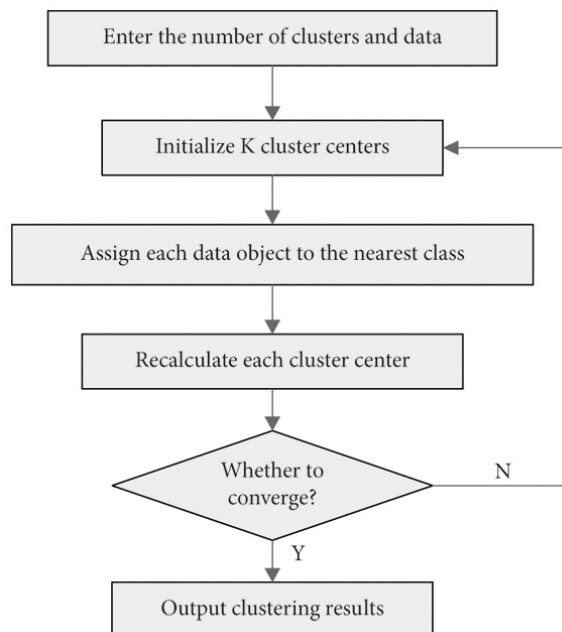 Enter the number of clusters and data
Initialize K cluster centers
Assign each data object to the nearest class
Recalculate each cluster center
Whether to
converge?
N
Y
Output clustering results